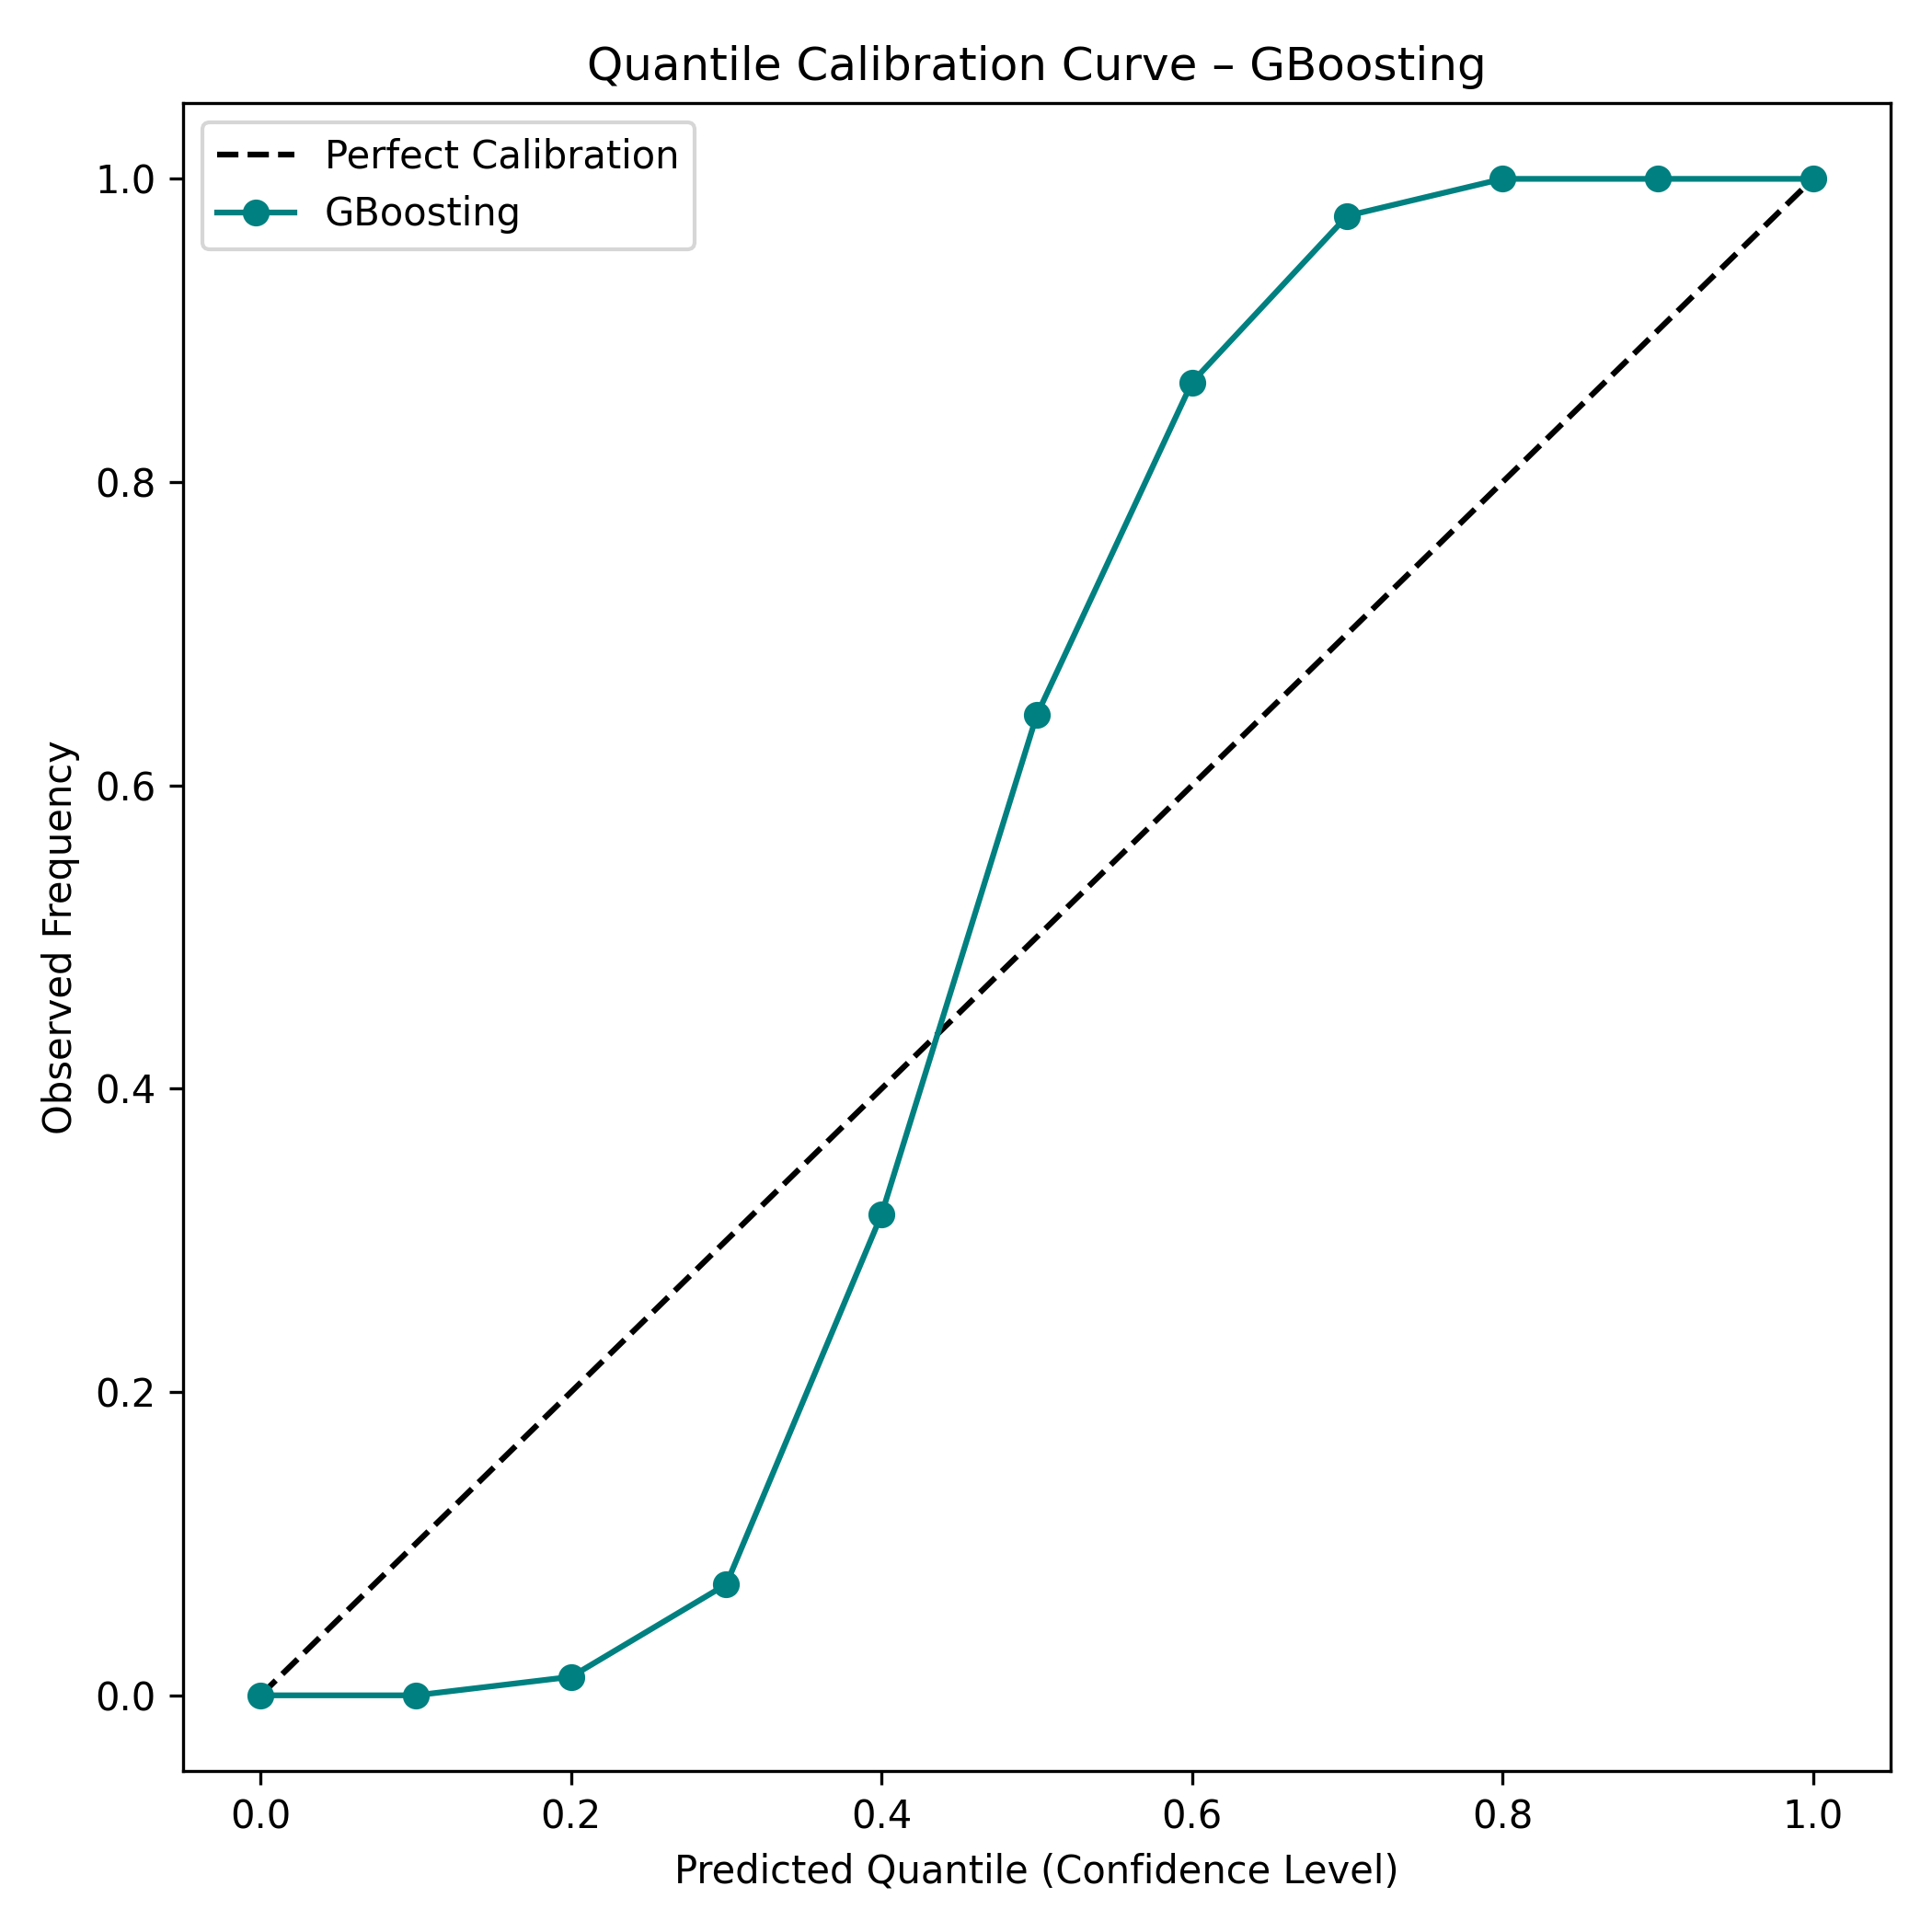 Quantile Calibration Curve – GBoosting
Perfect Calibration
GBoosting
1.0
0.8
0.6
0.4
0.2
0.0
Observed Frequency
0.0 0.2 0.4 0.6 0.8 1.0
Predicted Quantile (Confidence Level)